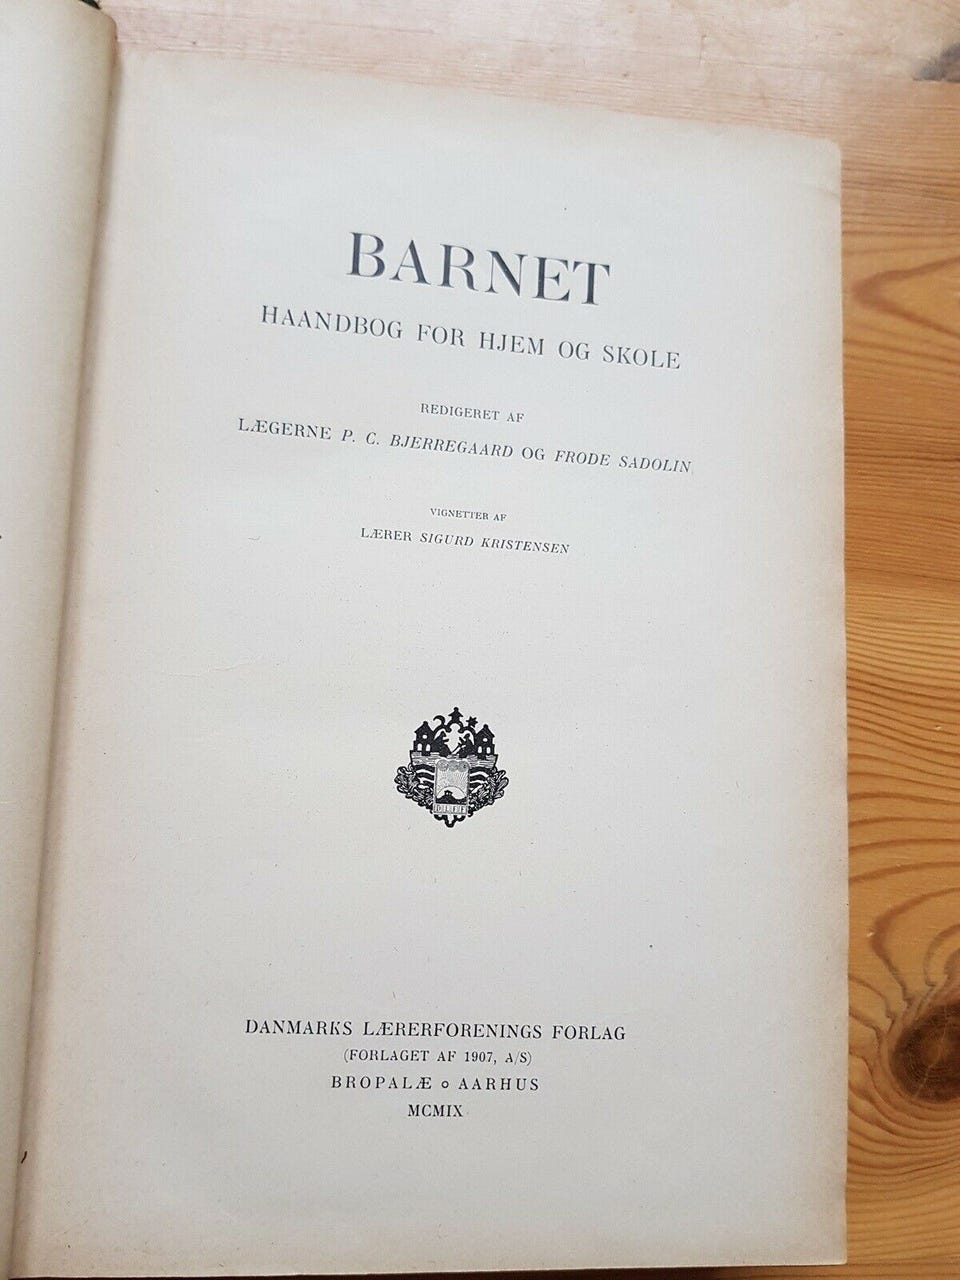 BARNET
HAANDBOG FOR HJEM OG SKOLE
REDIGERET AF
LÆGERNE P. C. BJERREGAARD OG FRODE SADOLIN
VIGNETTER AF
LÆRER SIGURD KRISTENSEN
DANMARKS LÆRERFORENINGS FORLAG
(FORLAGET AF 1907, A/S)
BROPALÆ o AARHUS
MCMIX